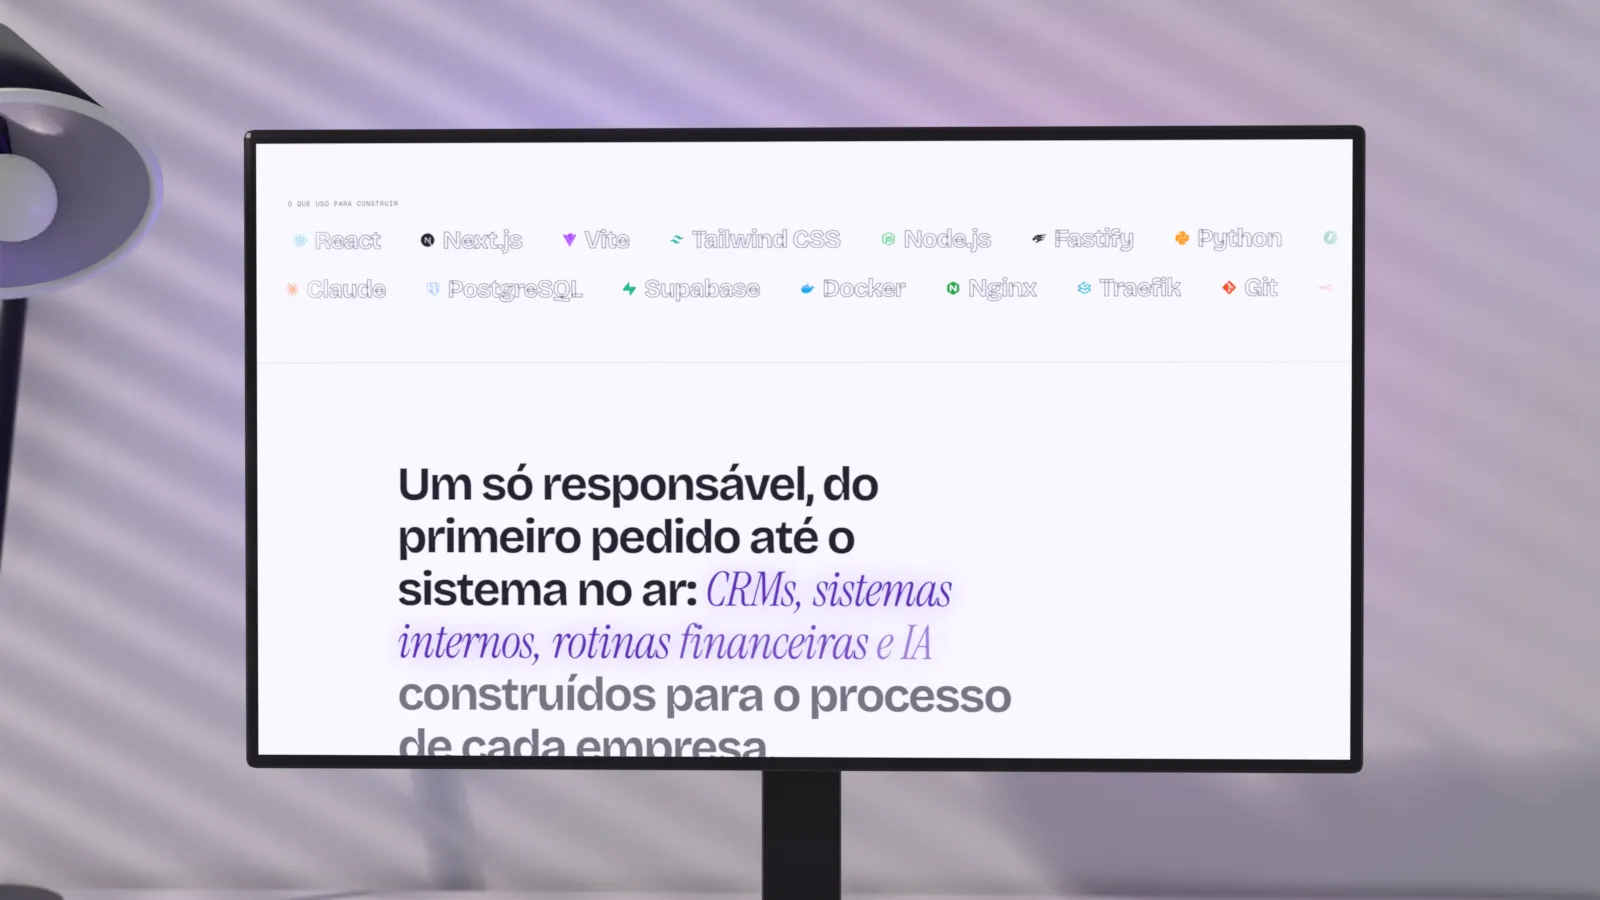 O QUE USO PARA CONSTRUIR
React Next.js Vite Tailwind CSS Node.js Fastify Python
Claude PostgreSQL Supabase Docker Nginx Traefik Git
Um só responsável, do
primeiro pedido até o
sistema no ar: CRMs, sistemas
internos, rotinas financeiras e IA
construídos para o processo
de cada empresa.